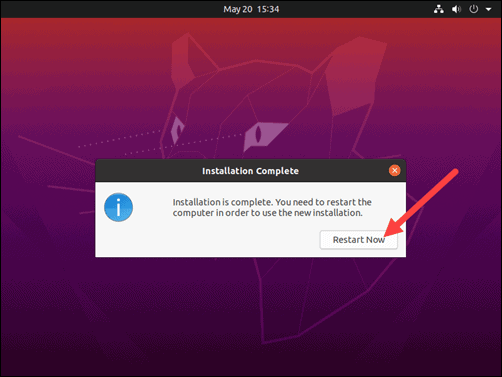 May 20  15:34
Installation Complete
Installation is complete. You need to restart the
computer in order to use the new installation.
Restart Now